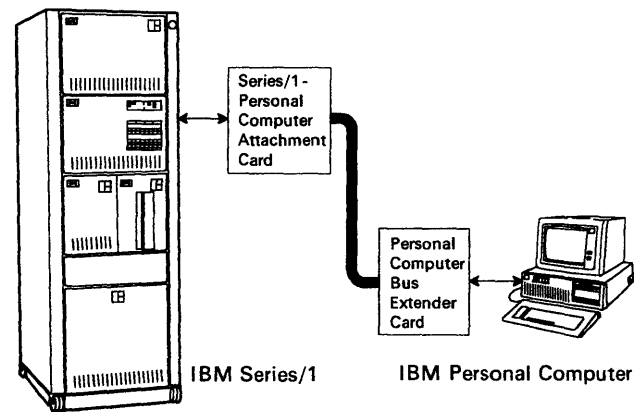 Series/1 -
Personal
Computer
Attachment
Card
Personal
Computer
Bus
Extender
Card
IBM Series/1
IBM Personal Computer